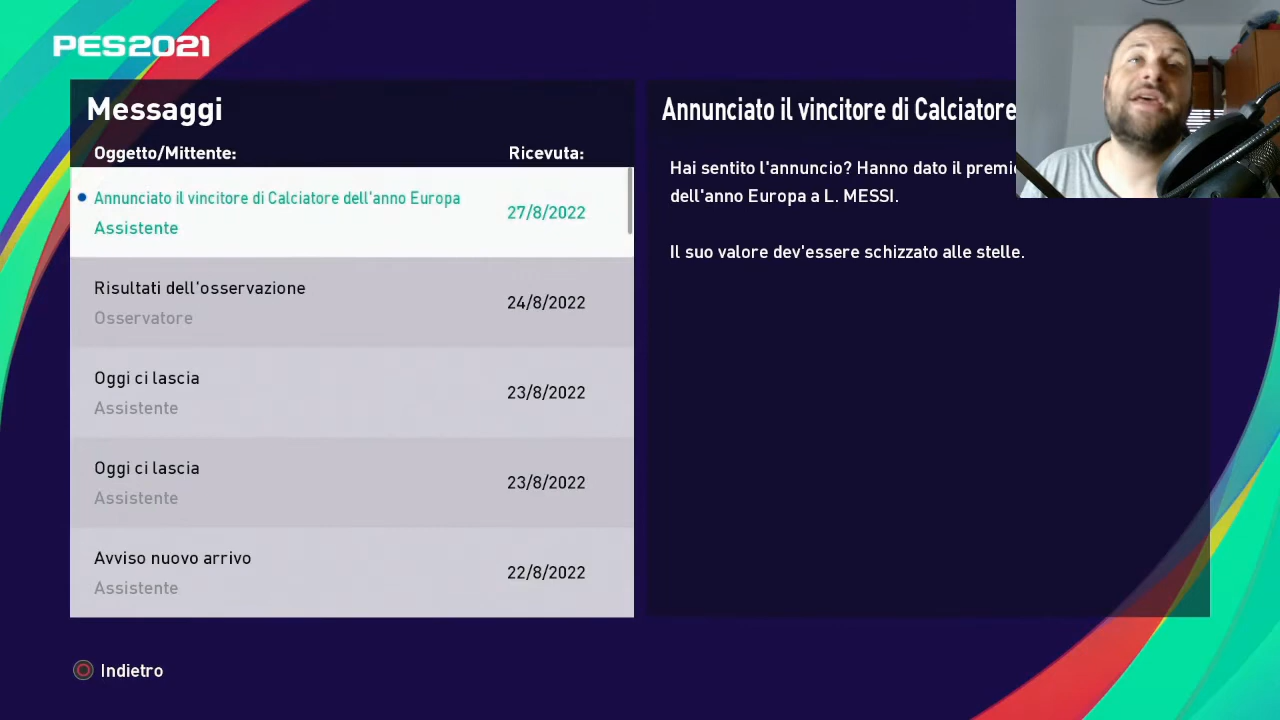 PES2021
Messaggi
Oggetto/Mittente:
Ricevuta:
Annunciato il vincitore di Calciatore dell'anno Europa
Assistente
27/8/2022
Risultati dell'osservazione
Osservatore
24/8/2022
Oggi ci lascia
Assistente
23/8/2022
Oggi ci lascia
Assistente
23/8/2022
Avviso nuovo arrivo
Assistente
22/8/2022
Annunciato il vincitore di Calciatore
Hai sentito l'annuncio? Hanno dato il
dell'anno Europa a L. MESSI.
Il suo valore dev'essere schizzato alle stelle.
Indietro